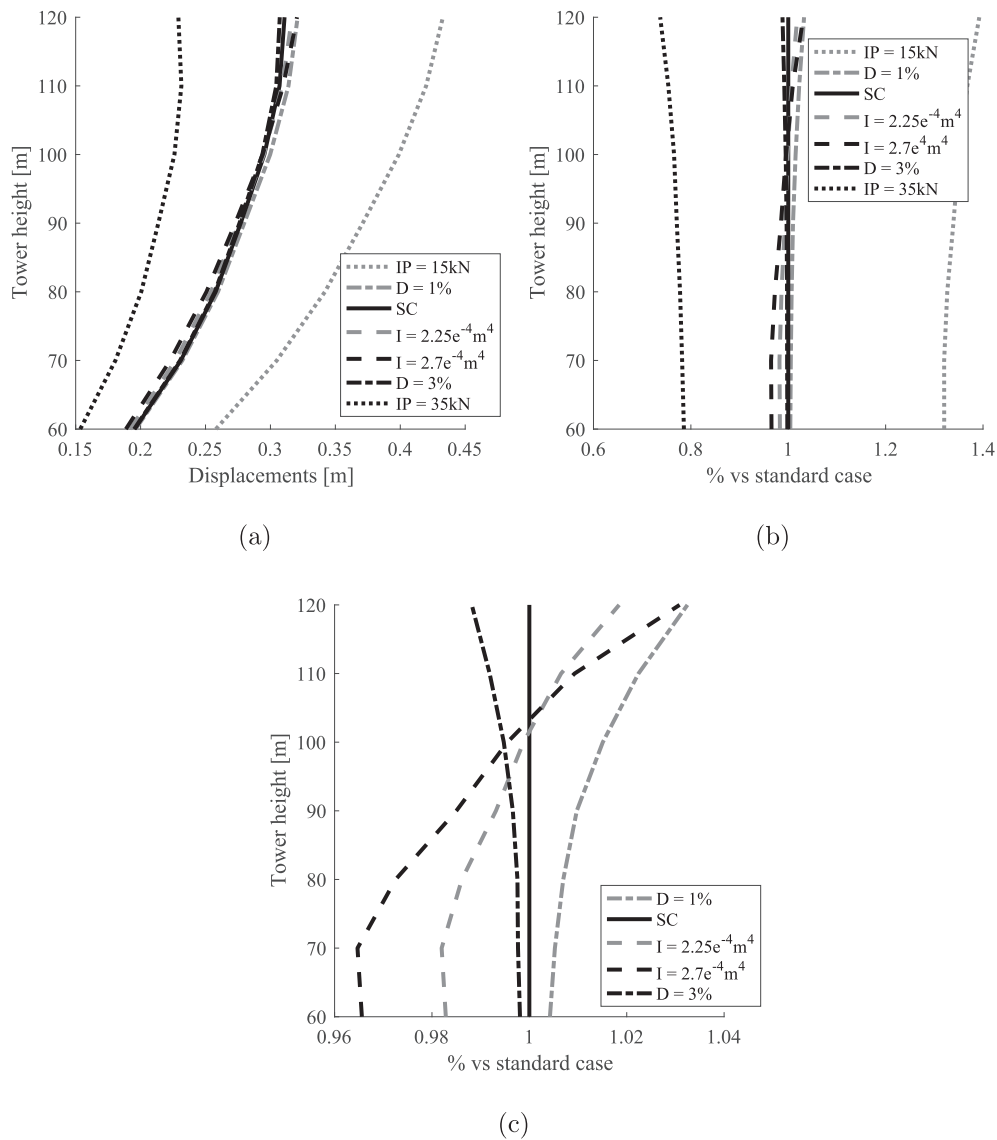 120
110
100
90
80
70
60
Tower height [m]
0.15 0.2 0.25 0.3 0.35 0.4 0.45
Displacements [m]
IP = 15kN
D = 1%
SC
I = 2.25e⁻⁴m⁴
I = 2.7e⁻⁴m⁴
D = 3%
IP = 35kN
(a)
120
110
100
90
80
70
60
Tower height [m]
0.6 0.8 1 1.2 1.4
% vs standard case
IP = 15kN
D = 1%
SC
I = 2.25e⁻⁴m⁴
I = 2.7e⁴m⁴
D = 3%
IP = 35kN
(b)
120
110
100
90
80
70
60
Tower height [m]
0.96 0.98 1 1.02 1.04
% vs standard case
D = 1%
SC
I = 2.25e⁻⁴m⁴
I = 2.7e⁻⁴m⁴
D = 3%
(c)